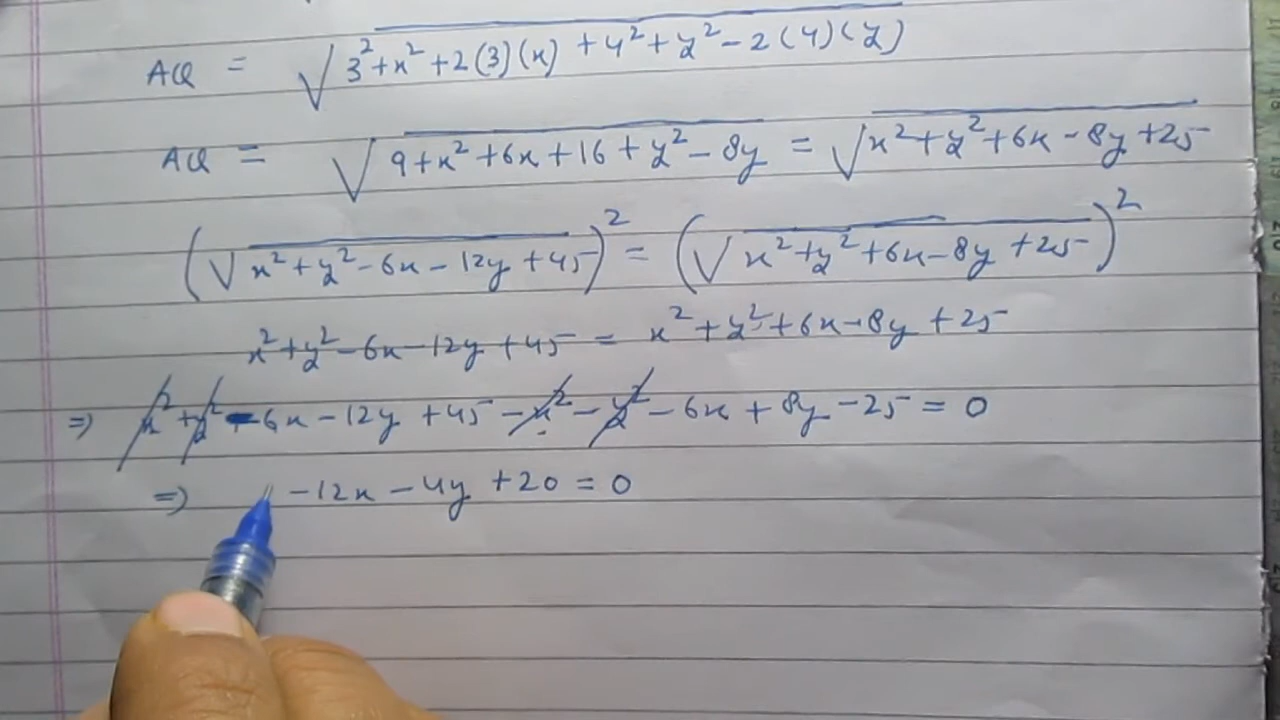 AQ = √(3² + x² + 2(3)(x) + 4² + y² - 2(4)(y))
AQ = √(9 + x² + 6x + 16 + y² - 8y) = √(x² + y² + 6x - 8y + 25)
(√(x² + y² - 6x - 12y + 45))² = (√(x² + y² + 6x - 8y + 25))²
x² + y² - 6x - 12y + 45 = x² + y² + 6x - 8y + 25
⇒ x² + y² - 6x - 12y + 45 - x² - y² - 6x + 8y - 25 = 0
⇒ -12x - 4y + 20 = 0